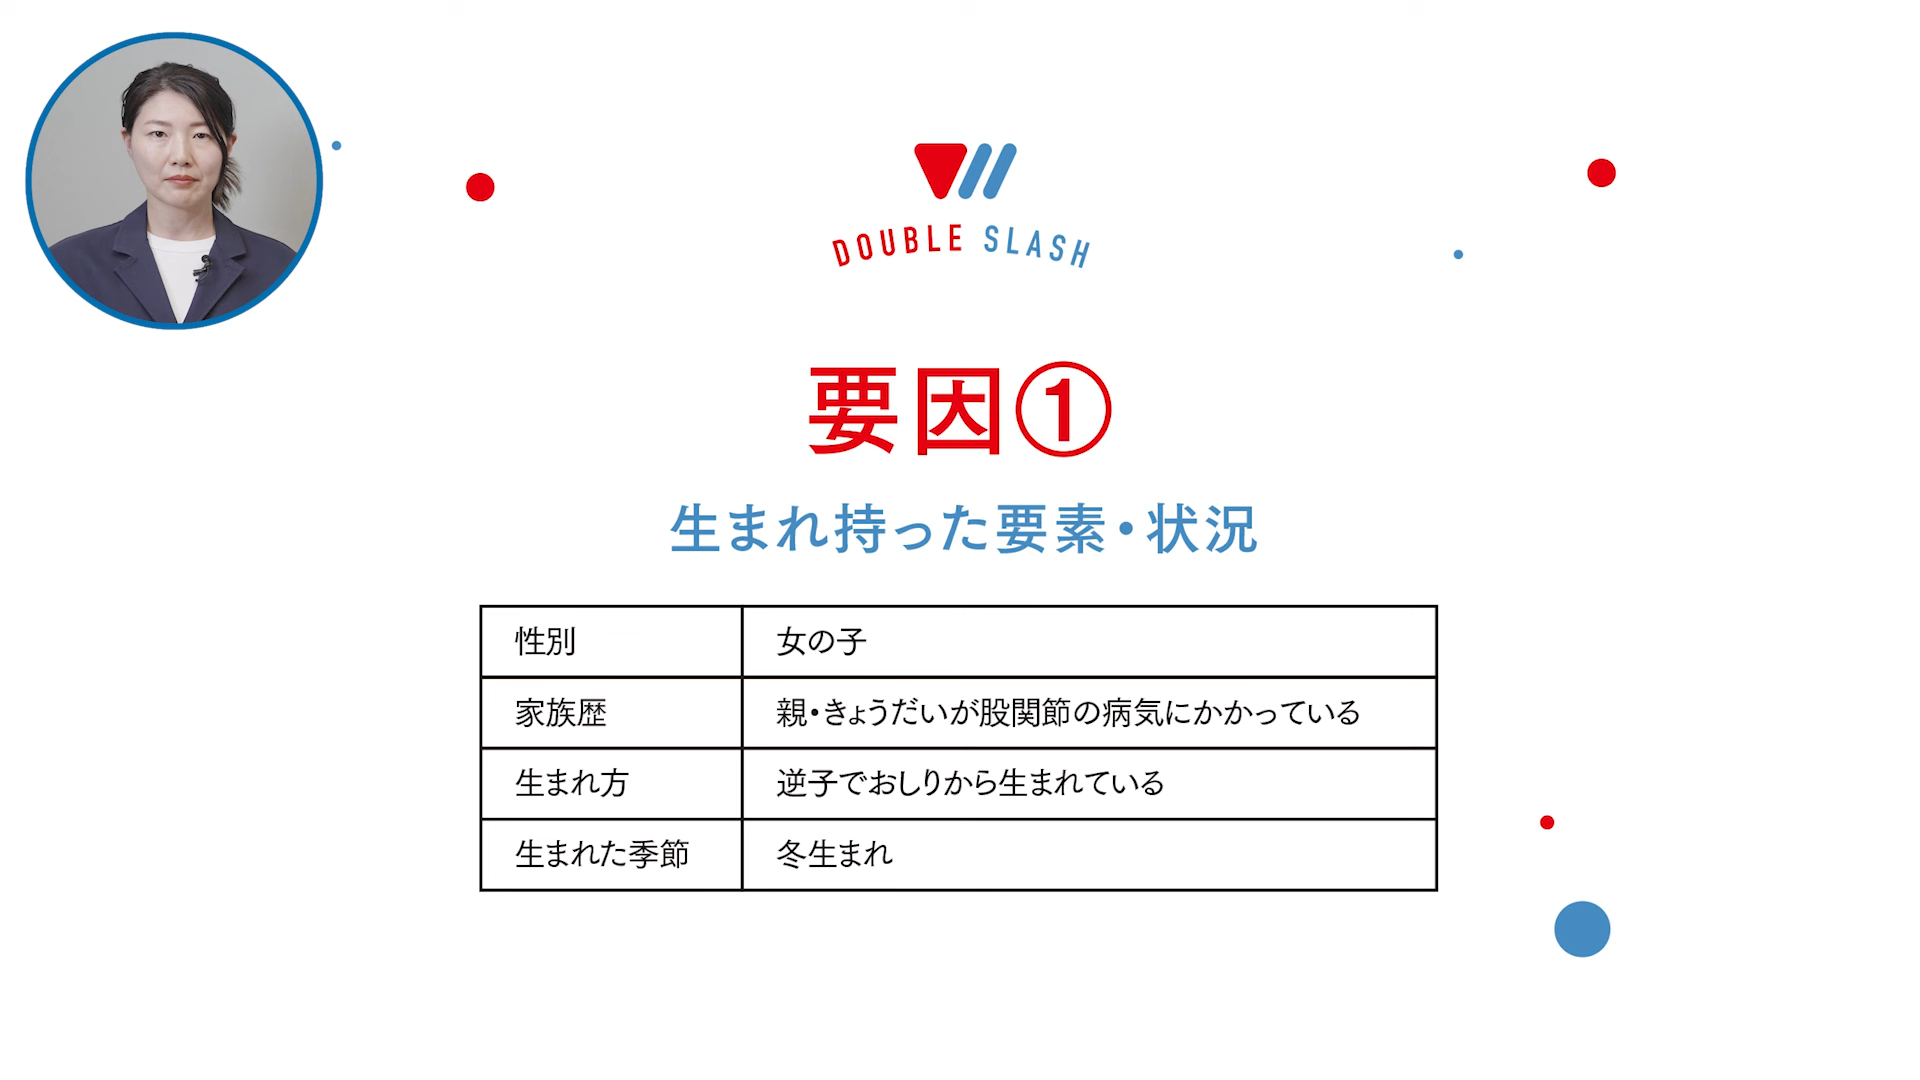 DOUBLE SLASH
要因①
生まれ持った要素・状況
性別 女の子
家族歴 親・きょうだいが股関節の病気にかかっている
生まれ方 逆子でおしりから生まれている
生まれた季節 冬生まれ